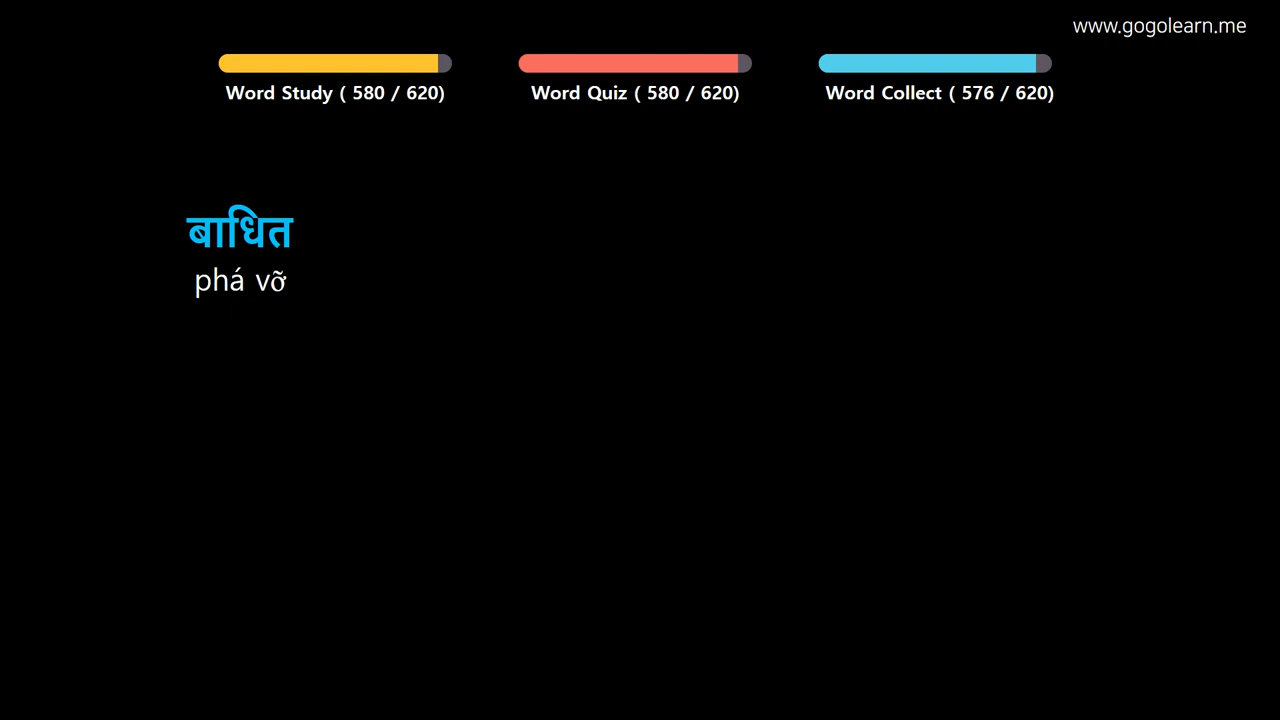 www.gogolearn.me
Word Study ( 580 / 620)
Word Quiz ( 580 / 620)
Word Collect ( 576 / 620)
बाधित
phá vỡ